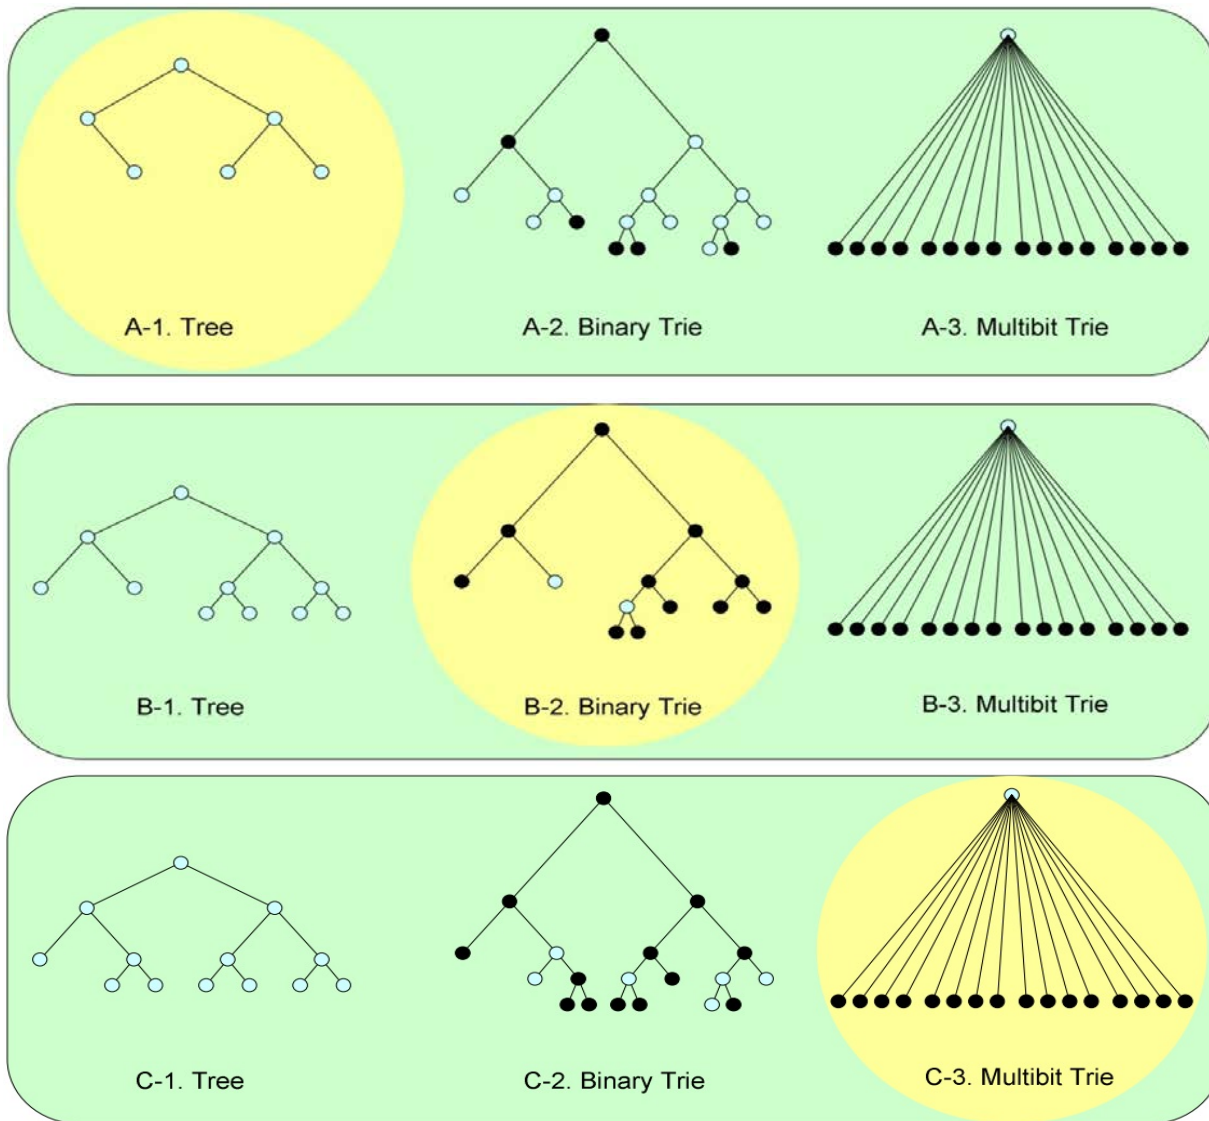 A-1. Tree
A-2. Binary Trie
A-3. Multibit Trie
B-1. Tree
B-2. Binary Trie
B-3. Multibit Trie
C-1. Tree
C-2. Binary Trie
C-3. Multibit Trie